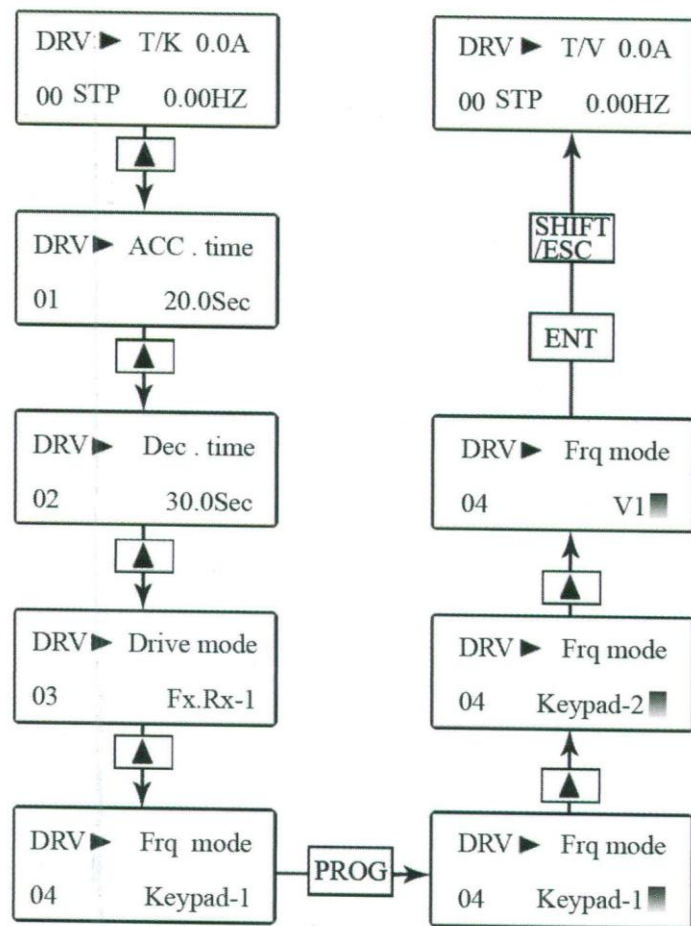 DRV ► T/K 0.0A
00 STP 0.00HZ
▲
DRV ► ACC . time
01 20.0Sec
▲
DRV ► Dec . time
02 30.0Sec
▲
DRV ► Drive mode
03 Fx.Rx-1
▲
DRV ► Frq mode
04 Keypad-1
PROG
DRV ► Frq mode
04 Keypad-1
▲
DRV ► Frq mode
04 Keypad-2
▲
DRV ► Frq mode
04 V1
ENT
SHIFT
/ESC
DRV ► T/V 0.0A
00 STP 0.00HZ